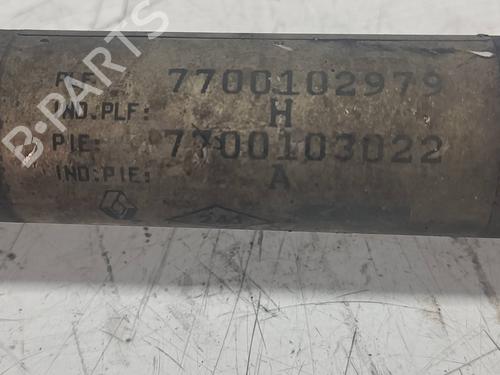 B-PARTS
PLF: 7700102979
IND.PLF: H
PIE: 7700103022
IND:PIE: A